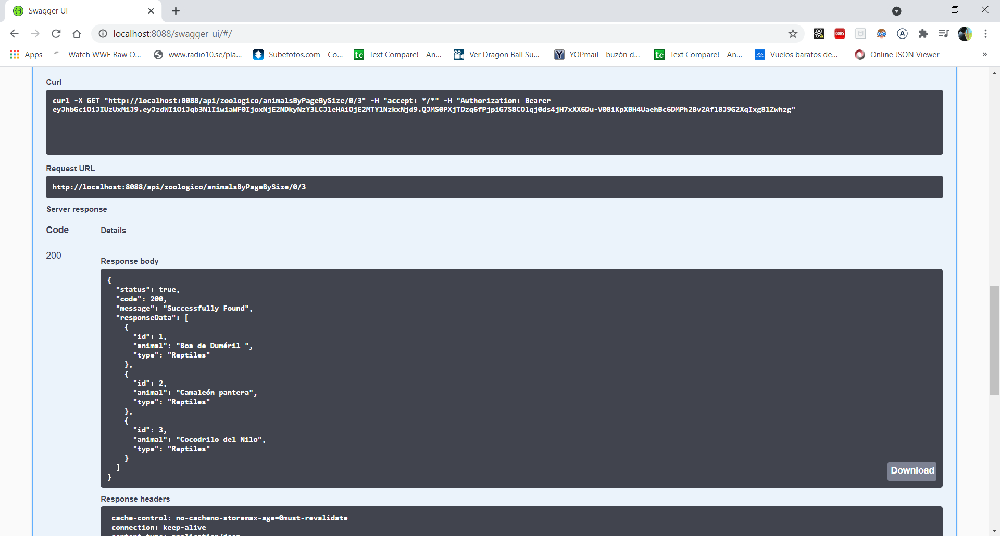 Swagger UI
localhost:8088/swagger-ui/#/
Apps Watch WWE Raw O... www.radio10.se/pla... Subefotos.com - Co... Text Compare! - An... Ver Dragon Ball Su... YOPmail - buzón d... Text Compare! - An... Vuelos baratos de... Online JSON Viewer »
Curl
curl -X GET "http://localhost:8088/api/zoologico/animalsByPageBySize/0/3" -H "accept: */*" -H "Authorization: Bearer
eyJhbGciOiJIUzUxMiJ9.eyJzdWIiOiJqb3NlIiwiaWF0IjoxNjE2NDkyNzY3LCJleHAiOjE2MTY1NzkxNjd9.QJMS0PXjTDzq6fPjpiG7S8COlqj0ds4jH7xXX6Du-V08iKpXBH4UaehBc6DMPh2Bv2Af18J9G2XqIxg81Zwhzg"
Request URL
http://localhost:8088/api/zoologico/animalsByPageBySize/0/3
Server response
Code Details
200
Response body
{
"status": true,
"code": 200,
"message": "Successfully Found",
"responseData": [
{
"id": 1,
"animal": "Boa de Duméril ",
"type": "Reptiles"
},
{
"id": 2,
"animal": "Camaleón pantera",
"type": "Reptiles"
},
{
"id": 3,
"animal": "Cocodrilo del Nilo",
"type": "Reptiles"
}
]
}
Download
Response headers
cache-control: no-cacheno-storemax-age=0must-revalidate
connection: keep-alive